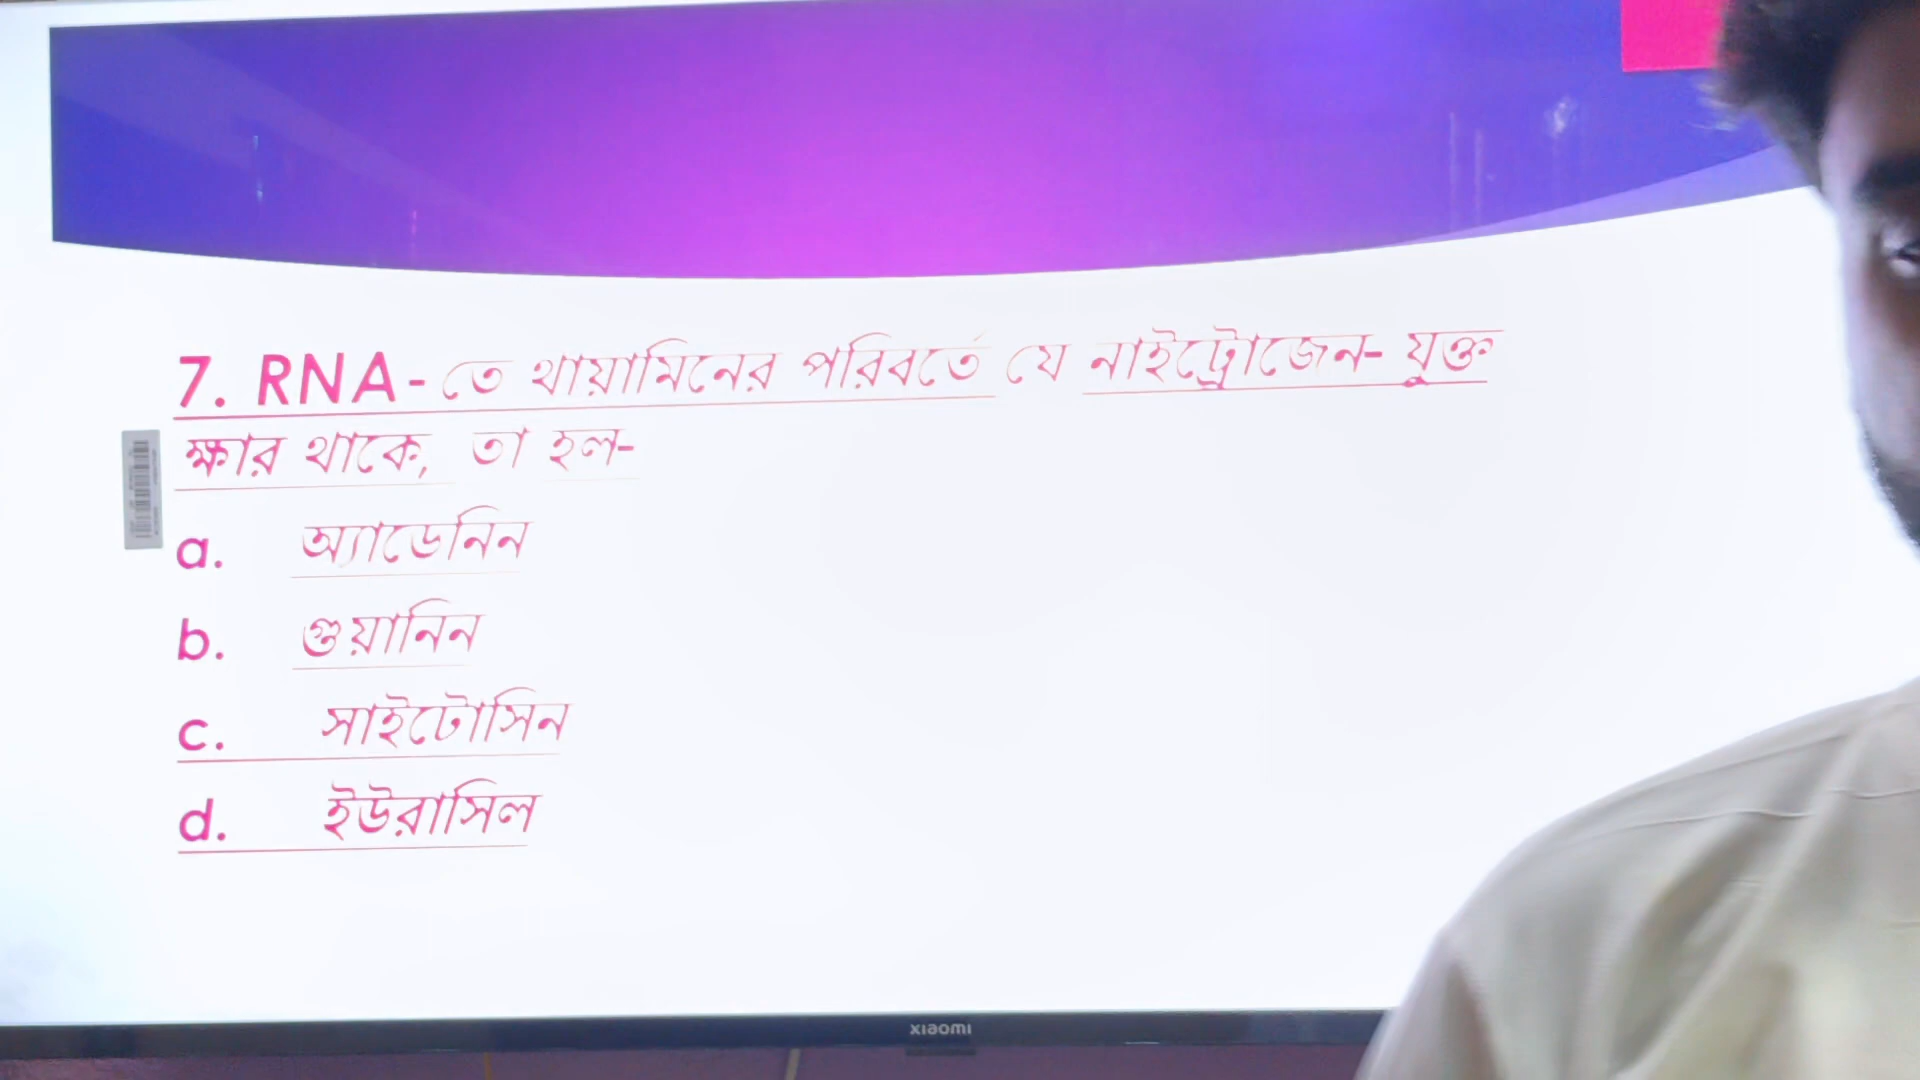 7. RNA- তে থায়ামিনের পরিবর্তে যে নাইট্রোজেন- যুক্ত
ক্ষার থাকে, তা হল-
a. অ্যাডেনিন
b. গুয়ানিন
c. সাইটোসিন
d. ইউরাসিল
xiaomi